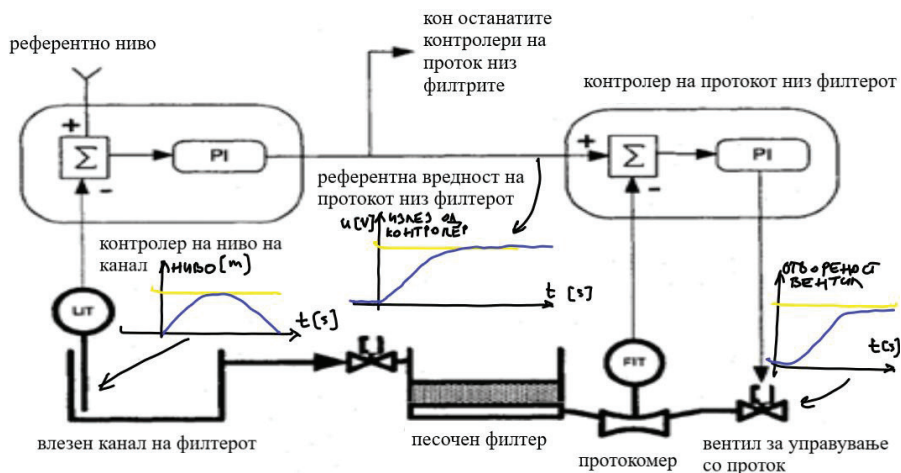 референтно ниво
кон останатите
контролери на
проток низ
филтрите
контролер на протокот низ филтерот
+
Σ
-
PI
+
Σ
-
PI
референтна вредност на
протокот низ филтерот
u[V]
ИЗЛЕЗ ОД
КОНТРОЛЕР
t [s]
контролер на ниво на
канал
НИВО [m]
t [s]
ОТВОРЕНОСТ
ВЕНТИЛ
t[s]
LIT
FIT
влезен канал на филтерот
песочен филтер
протокомер
вентил за управување
со проток